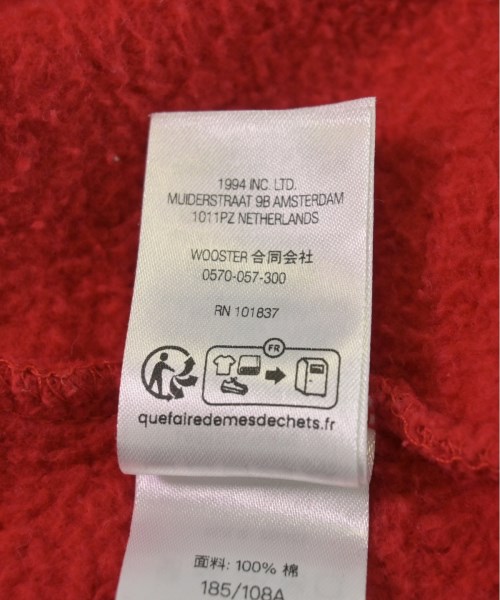 1994 INC. LTD.
MUIDERSTRAAT 9B AMSTERDAM
1011PZ NETHERLANDS
WOOSTER 合同会社
0570-057-300
RN 101837
FR
quefairedemesdechets.fr
面料: 100% 棉
185/108A